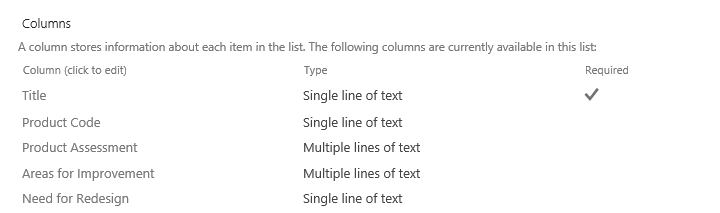 Columns
A column stores information about each item in the list. The following columns are currently available in this list:
Column (click to edit) Type Required
Title Single line of text
Product Code Single line of text
Product Assessment Multiple lines of text
Areas for Improvement Multiple lines of text
Need for Redesign Single line of text